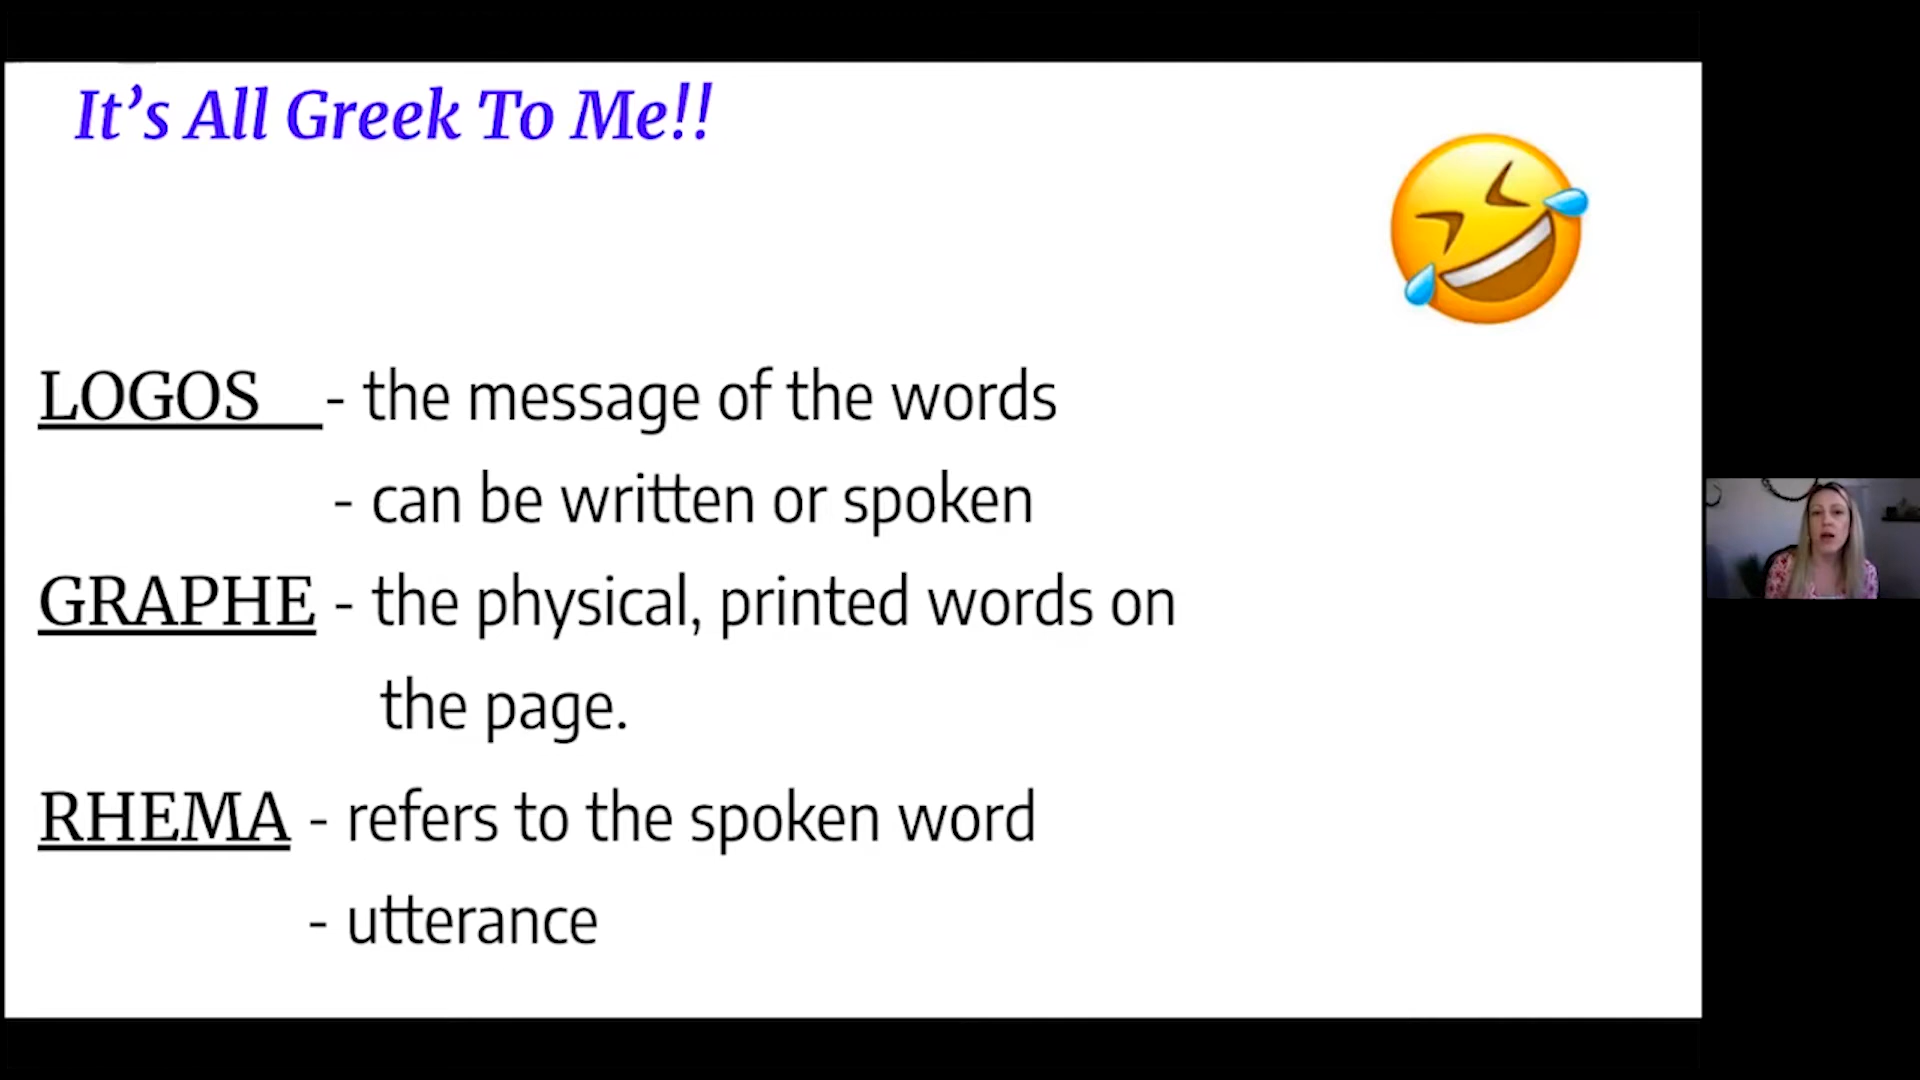 It’s All Greek To Me!!
LOGOS - the message of the words
- can be written or spoken
GRAPHE - the physical, printed words on
the page.
RHEMA - refers to the spoken word
- utterance